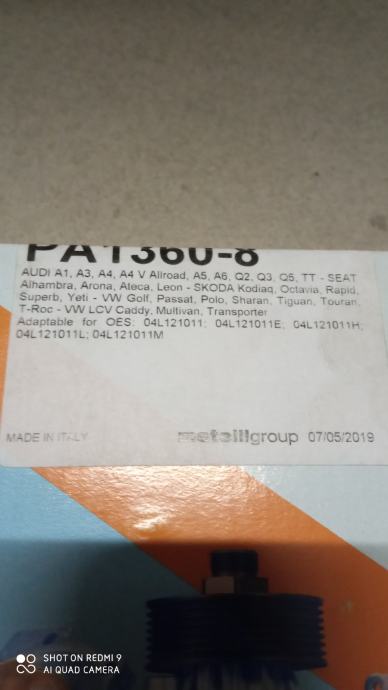 PA1360-8
AUDI A1, A3, A4, A4 V Allroad, A5, A6, Q2, Q3, Q5, TT - SEAT
Alhambra, Arona, Ateca, Leon - SKODA Kodiaq, Octavia, Rapid,
Superb, Yeti - VW Golf, Passat, Polo, Sharan, Tiguan, Touran,
T-Roc - VW LCV Caddy, Multivan, Transporter
Adaptable for OES: 04L121011; 04L121011E; 04L121011H;
04L121011L; 04L121011M
MADE IN ITALY metelligroup 07/05/2019
SHOT ON REDMI 9
AI QUAD CAMERA